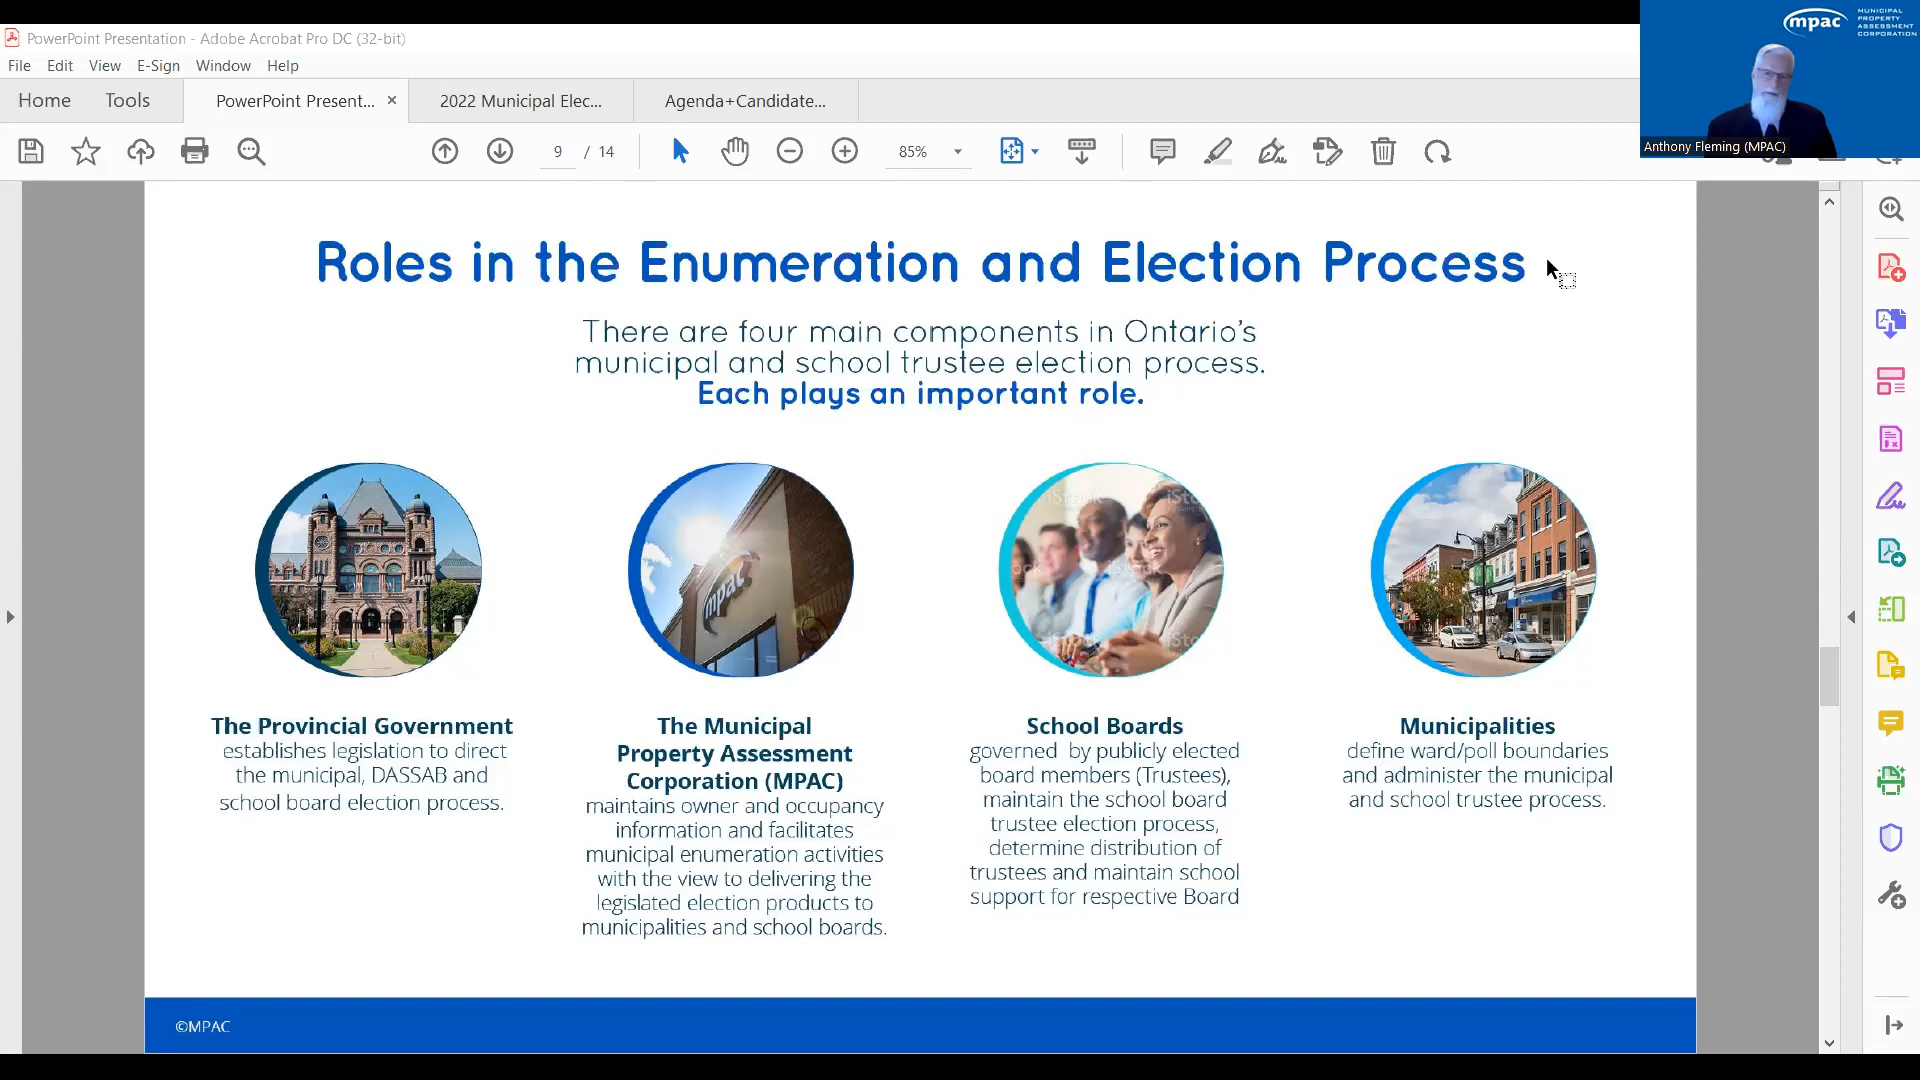 PowerPoint Presentation - Adobe Acrobat Pro DC (32-bit)
File Edit View E-Sign Window Help
Home Tools PowerPoint Present... × 2022 Municipal Elec... Agenda+Candidate...
9 / 14 85%
mpac
MUNICIPAL
PROPERTY
ASSESSMENT
CORPORATION
Anthony Fleming (MPAC)
Roles in the Enumeration and Election Process
There are four main components in Ontario's
municipal and school trustee election process.
Each plays an important role.
mpac
iStock
The Provincial Government
establishes legislation to direct
the municipal, DASSAB and
school board election process.
The Municipal
Property Assessment
Corporation (MPAC)
maintains owner and occupancy
information and facilitates
municipal enumeration activities
with the view to delivering the
legislated election products to
municipalities and school boards.
School Boards
governed by publicly elected
board members (Trustees),
maintain the school board
trustee election process,
determine distribution of
trustees and maintain school
support for respective Board
Municipalities
define ward/poll boundaries
and administer the municipal
and school trustee process.
©MPAC